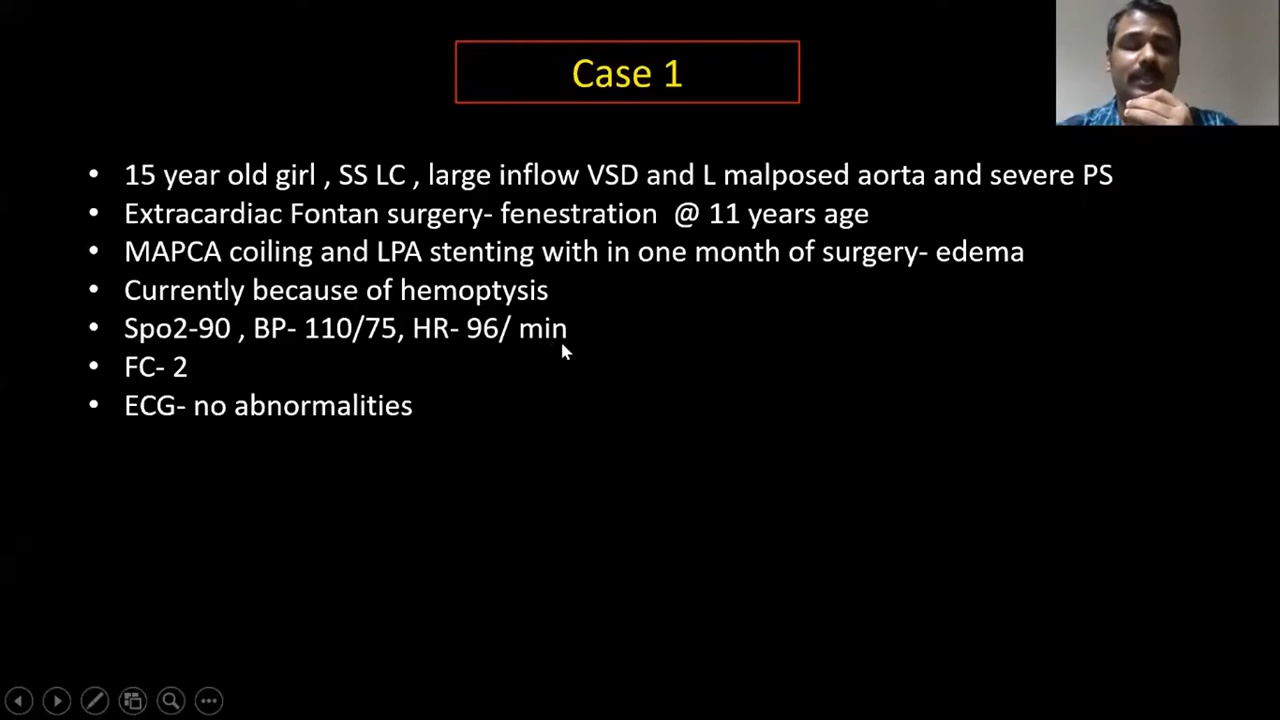 Case 1
• 15 year old girl , SS LC , large inflow VSD and L malposed aorta and severe PS
• Extracardiac Fontan surgery- fenestration @ 11 years age
• MAPCA coiling and LPA stenting with in one month of surgery- edema
• Currently because of hemoptysis
• Spo2-90 , BP- 110/75, HR- 96/ min
• FC- 2
• ECG- no abnormalities